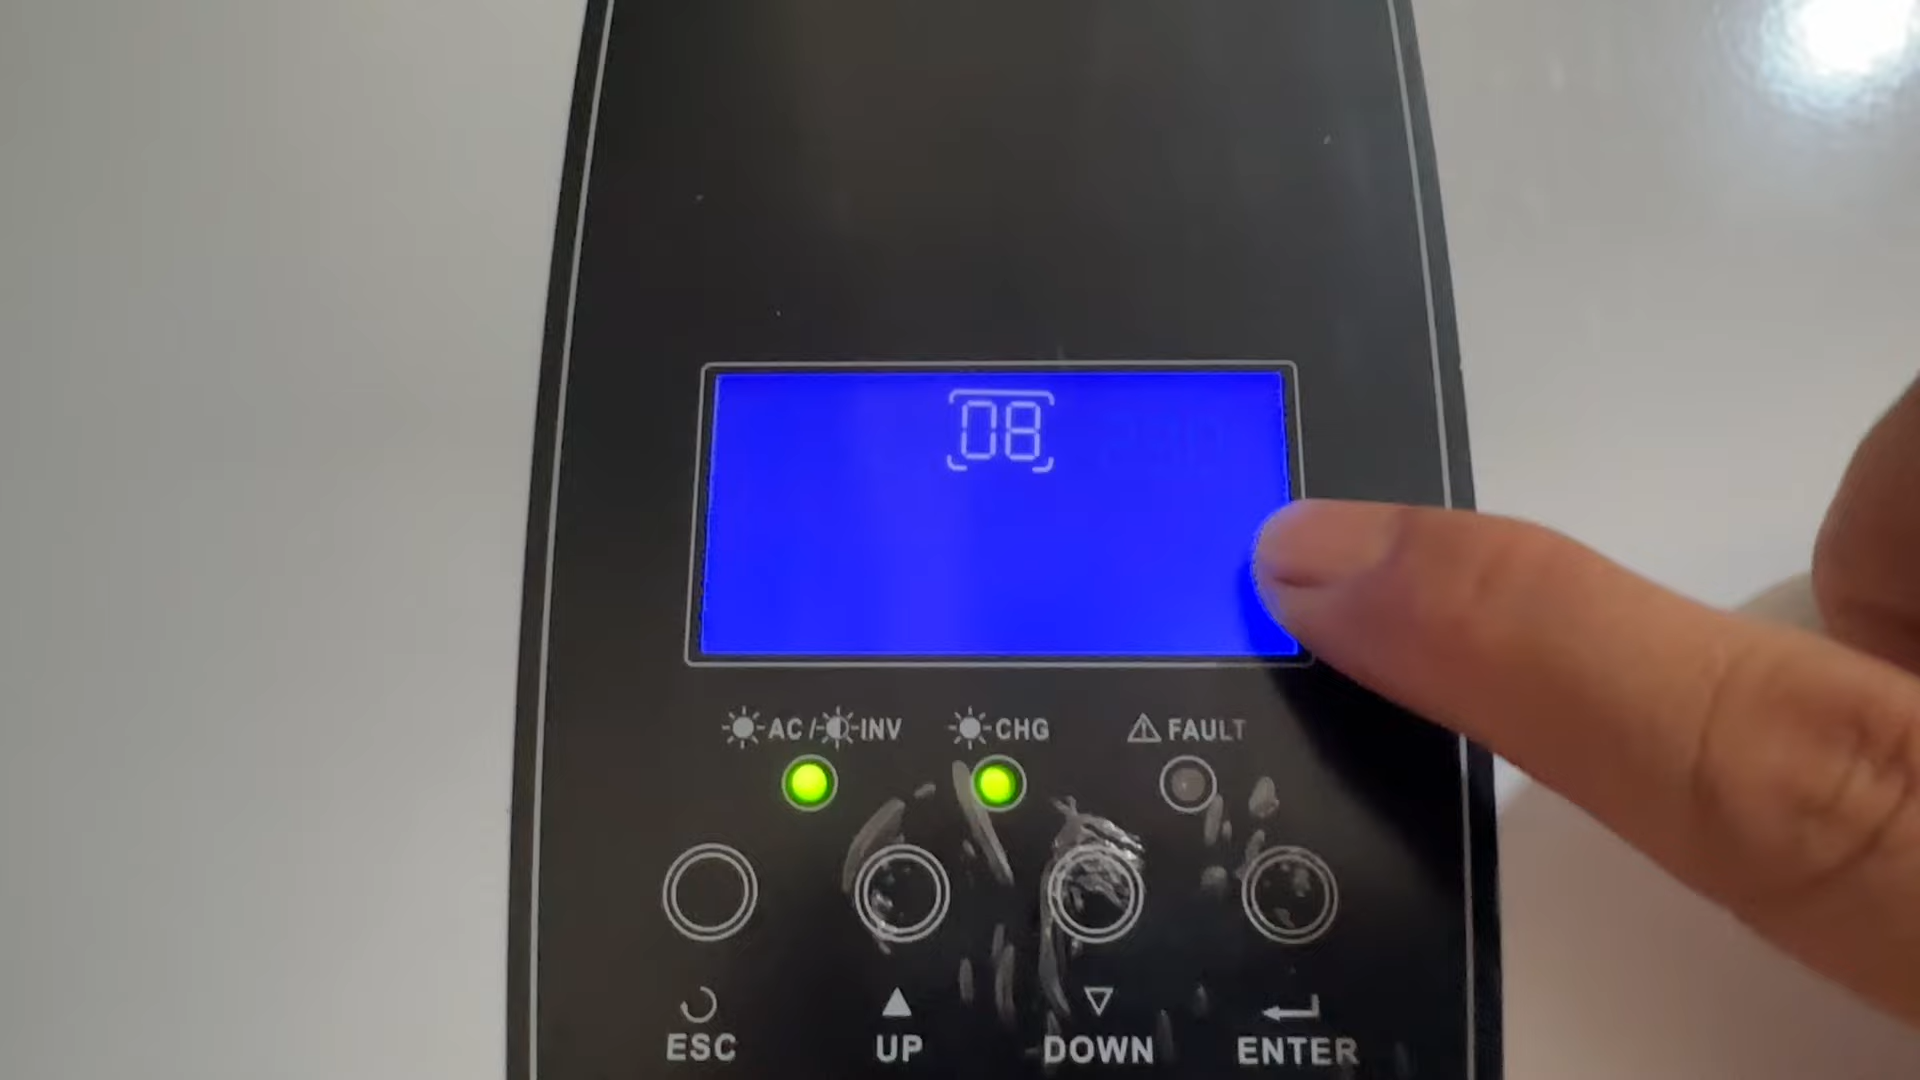 08
AC / INV
CHG
FAULT
ESC
UP
DOWN
ENTER